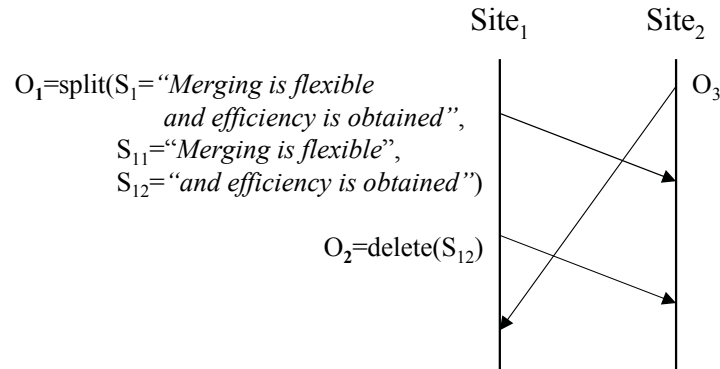 Site₁ Site₂
O₁=split(S₁=“Merging is flexible
O₃
and efficiency is obtained”,
S₁₁=“Merging is flexible”,
S₁₂=“and efficiency is obtained”)
O₂=delete(S₁₂)